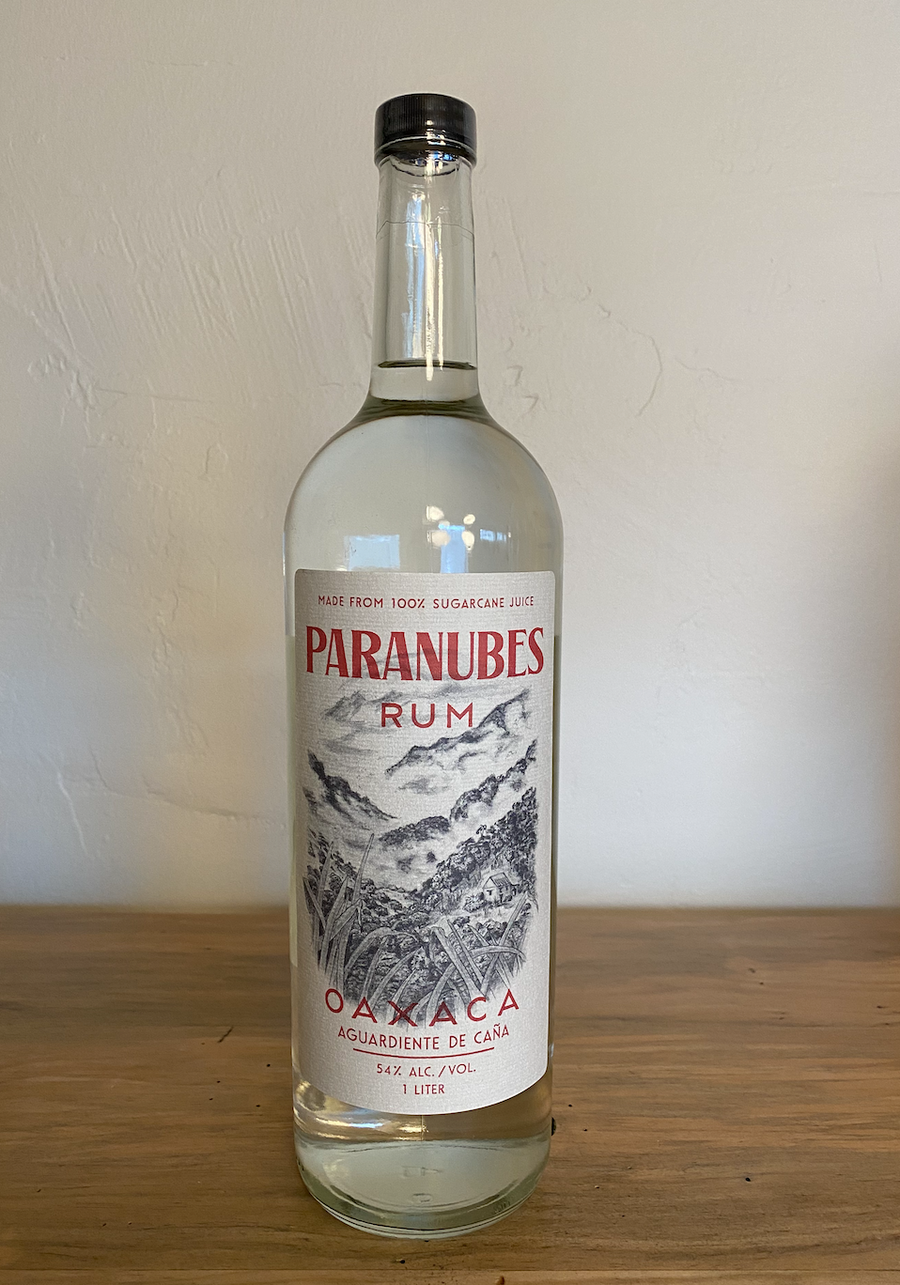 MADE FROM 100% SUGARCANE JUICE
PARANUBES
RUM
OAXACA
AGUARDIENTE DE CAÑA
54% ALC./VOL.
1 LITER